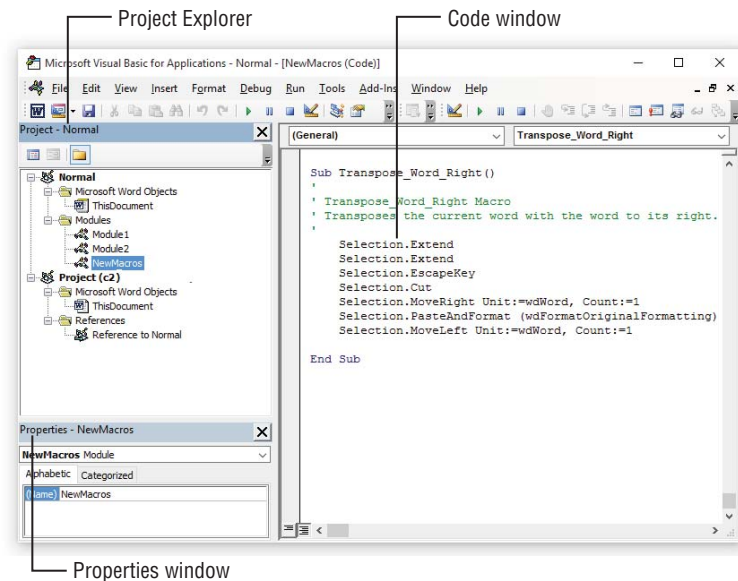 Project Explorer
Code window
Microsoft Visual Basic for Applications - Normal - [NewMacros (Code)]
File Edit View Insert Format Debug Run Tools Add-Ins Window Help
Project - Normal
(General)
Transpose_Word_Right
Normal
Microsoft Word Objects
ThisDocument
Modules
Module1
Module2
NewMacros
Project (c2)
Microsoft Word Objects
ThisDocument
References
Reference to Normal
Sub Transpose_Word_Right()
'
' Transpose_Word_Right Macro
' Transposes the current word with the word to its right.
'
Selection.Extend
Selection.Extend
Selection.EscapeKey
Selection.Cut
Selection.MoveRight Unit:=wdWord, Count:=1
Selection.PasteAndFormat (wdFormatOriginalFormatting)
Selection.MoveLeft Unit:=wdWord, Count:=1
End Sub
Properties - NewMacros
NewMacros Module
Alphabetic Categorized
(Name) NewMacros
Properties window